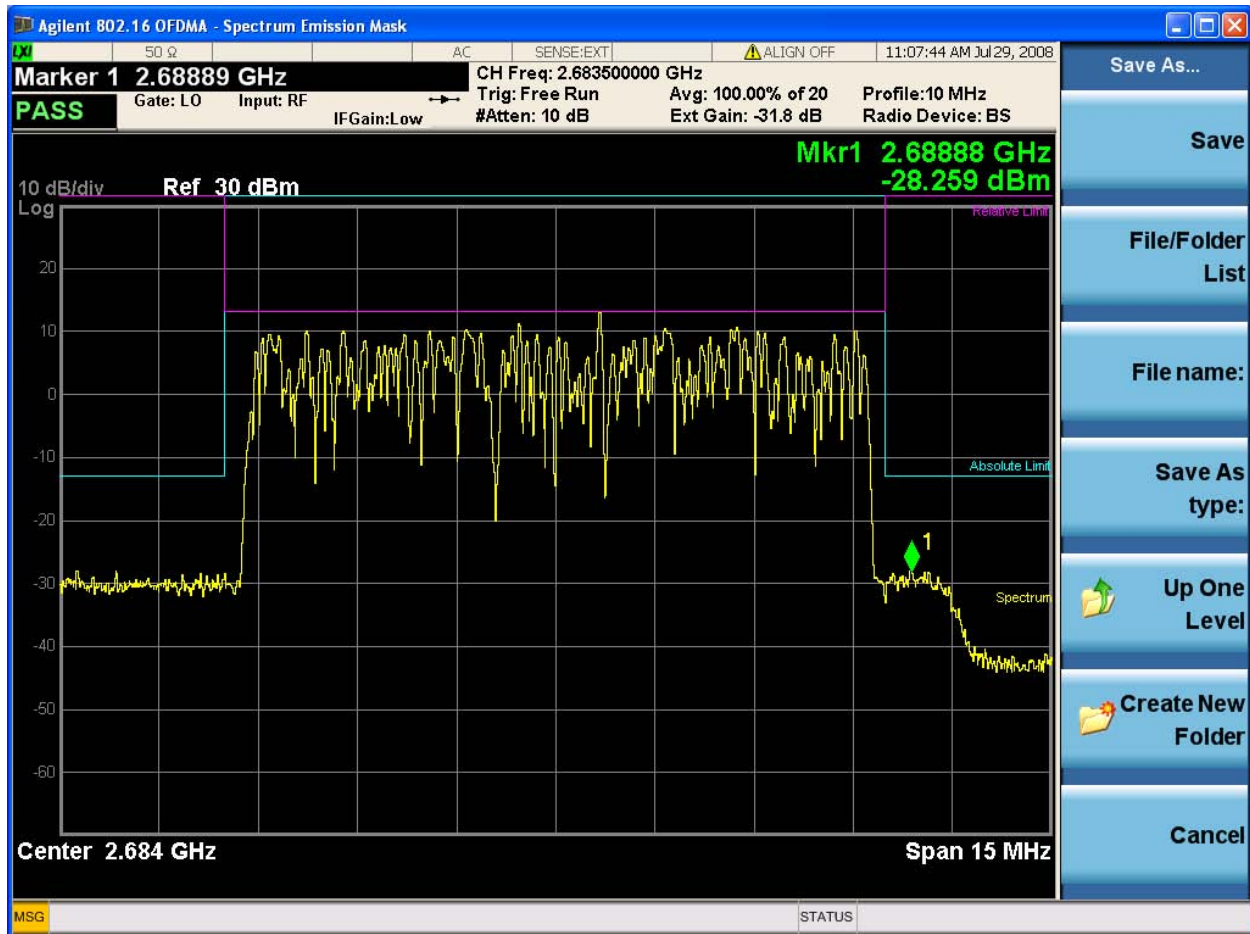 Agilent 802.16 OFDMA - Spectrum Emission Mask
LXI 50 Ω AC SENSE:EXT ALIGN OFF 11:07:44 AM Jul 29, 2008
Marker 1 2.68889 GHz
PASS
Gate: LO Input: RF
IFGain:Low
CH Freq: 2.683500000 GHz
Trig: Free Run Avg: 100.00% of 20 Profile:10 MHz
#Atten: 10 dB Ext Gain: -31.8 dB Radio Device: BS
Mkr1 2.68888 GHz
-28.259 dBm
10 dB/div Ref 30 dBm
Log
Relative Limit
20
10
0
-10
Absolute Limit
-20
1
-30
Spectrum
-40
-50
-60
Center 2.684 GHz Span 15 MHz
MSG STATUS
Save As...
Save
File/Folder
List
File name:
Save As
type:
Up One
Level
Create New
Folder
Cancel